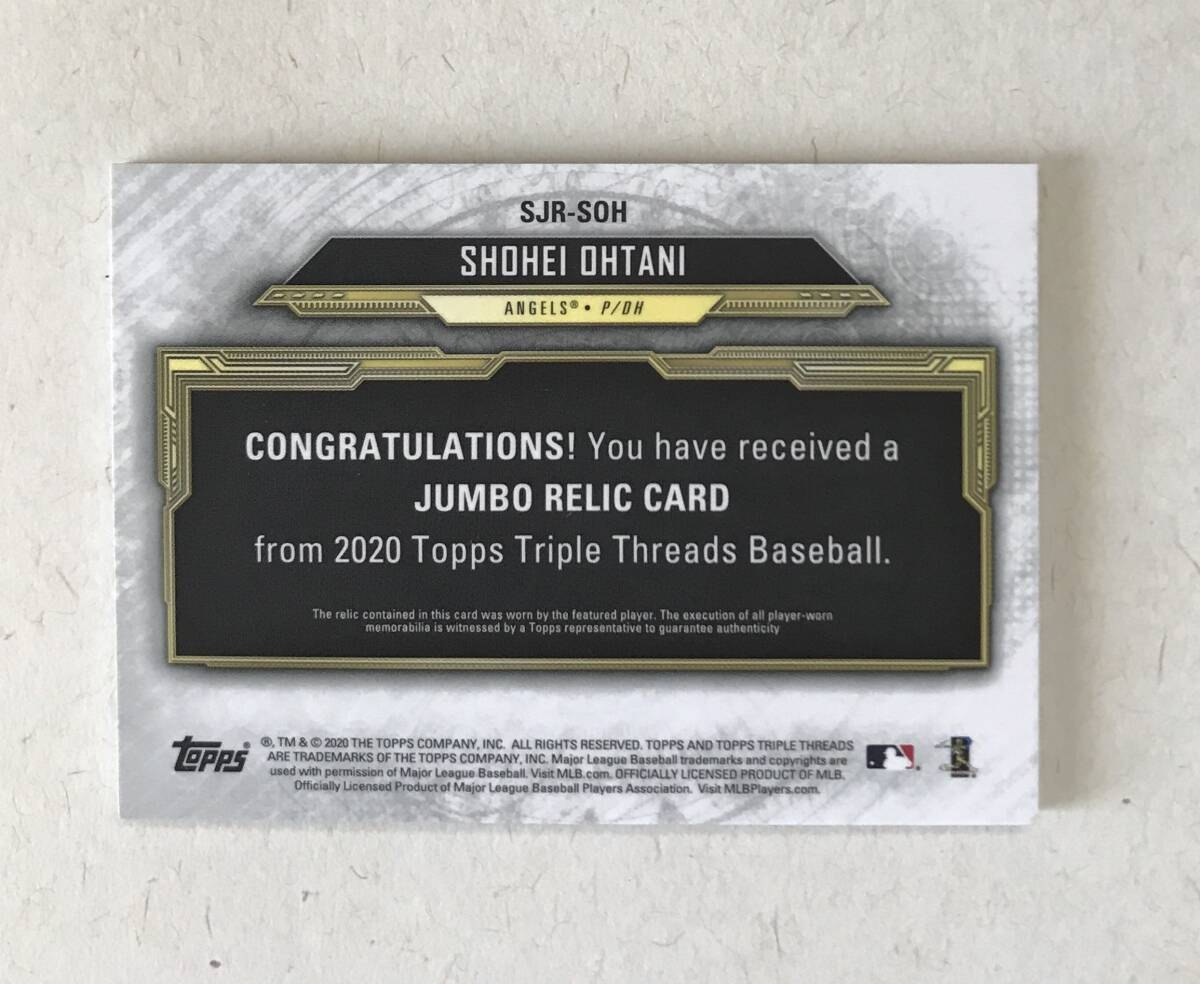 SJR-SOH
SHOHEI OHTANI
ANGELS® • P/DH
CONGRATULATIONS! You have received a
JUMBO RELIC CARD
from 2020 Topps Triple Threads Baseball.
The relic contained in this card was worn by the featured player. The execution of all player-worn
memorabilia is witnessed by a Topps representative to guarantee authenticity
TOPPS®
®, TM & © 2020 THE TOPPS COMPANY, INC. ALL RIGHTS RESERVED. TOPPS AND TOPPS TRIPLE THREADS
ARE TRADEMARKS OF THE TOPPS COMPANY, INC. Major League Baseball trademarks and copyrights are
used with permission of Major League Baseball. Visit MLB.com. OFFICIALLY LICENSED PRODUCT OF MLB.
Officially Licensed Product of Major League Baseball Players Association. Visit MLBPlayers.com.